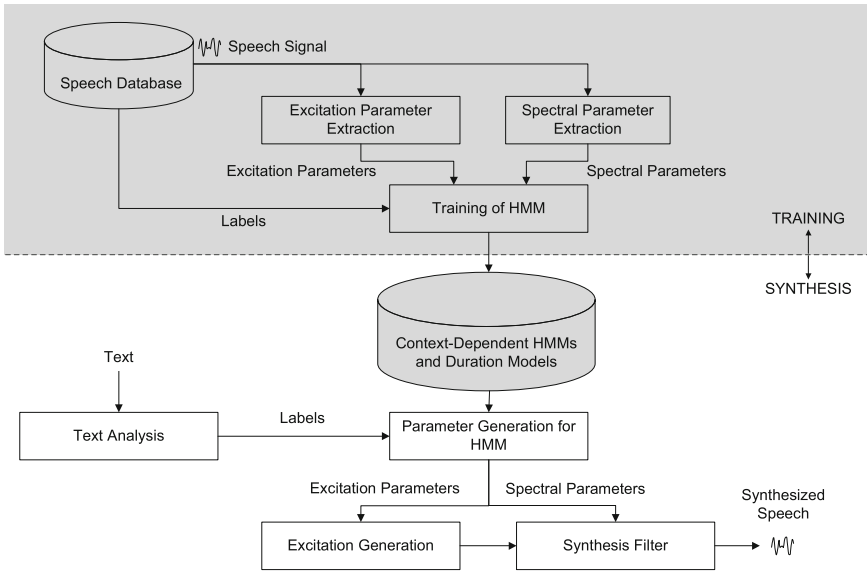 Speech Signal
Speech Database
Excitation Parameter
Extraction
Spectral Parameter
Extraction
Excitation Parameters
Spectral Parameters
Training of HMM
Labels
TRAINING
SYNTHESIS
Context-Dependent HMMs
and Duration Models
Text
Text Analysis
Labels
Parameter Generation for
HMM
Excitation Parameters
Spectral Parameters
Synthesized
Speech
Excitation Generation
Synthesis Filter